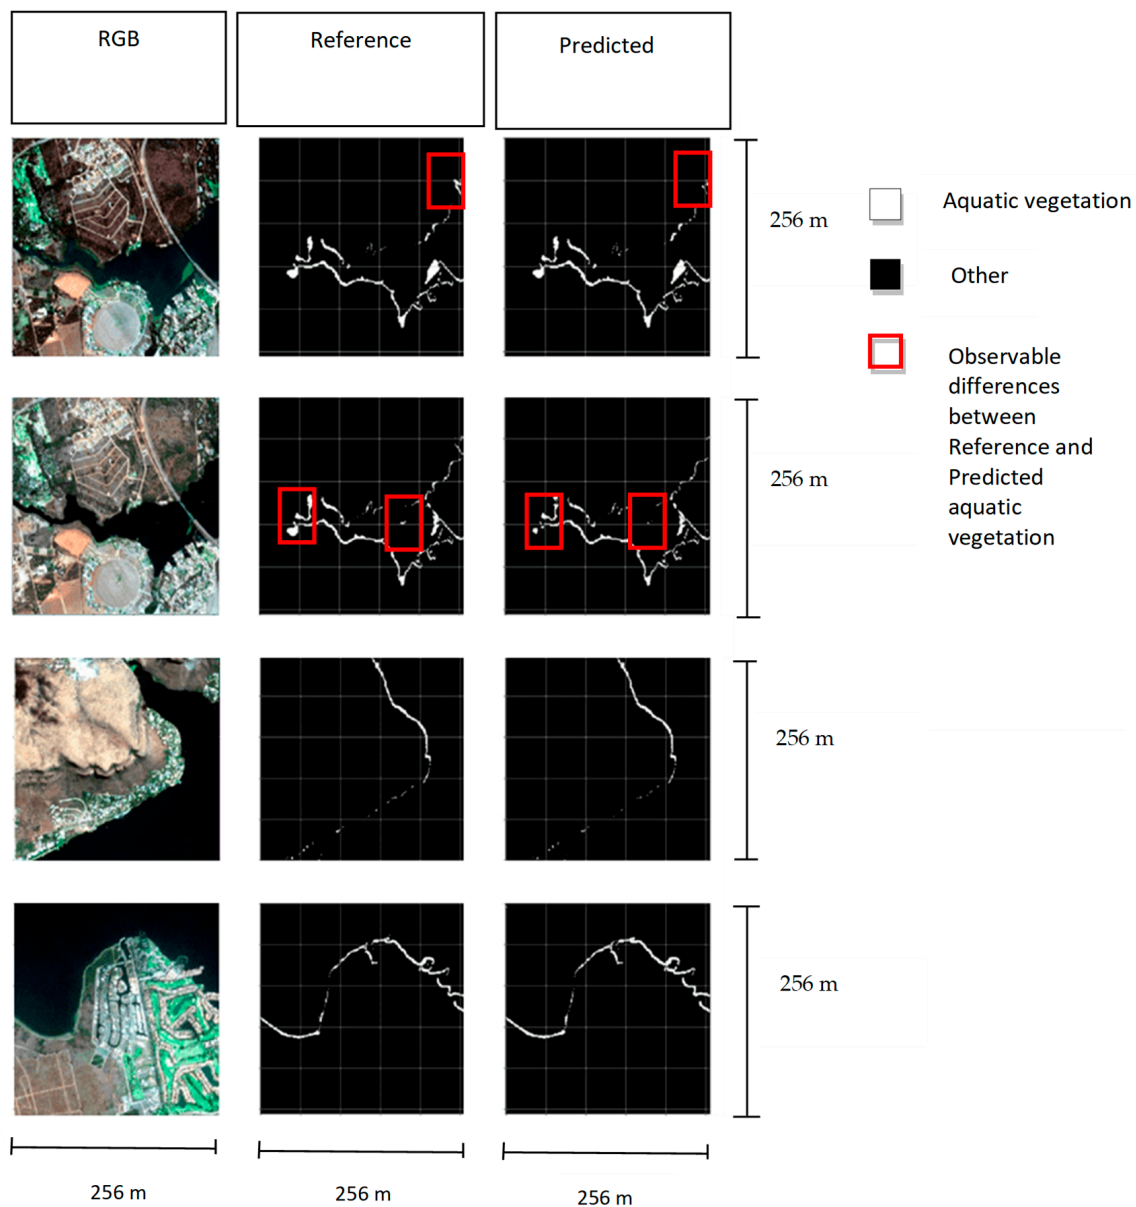 RGB
Reference
Predicted
256 m
Aquatic vegetation
Other
Observable
differences
between
Reference and
Predicted
aquatic
vegetation
256 m
256 m
256 m
256 m
256 m
256 m